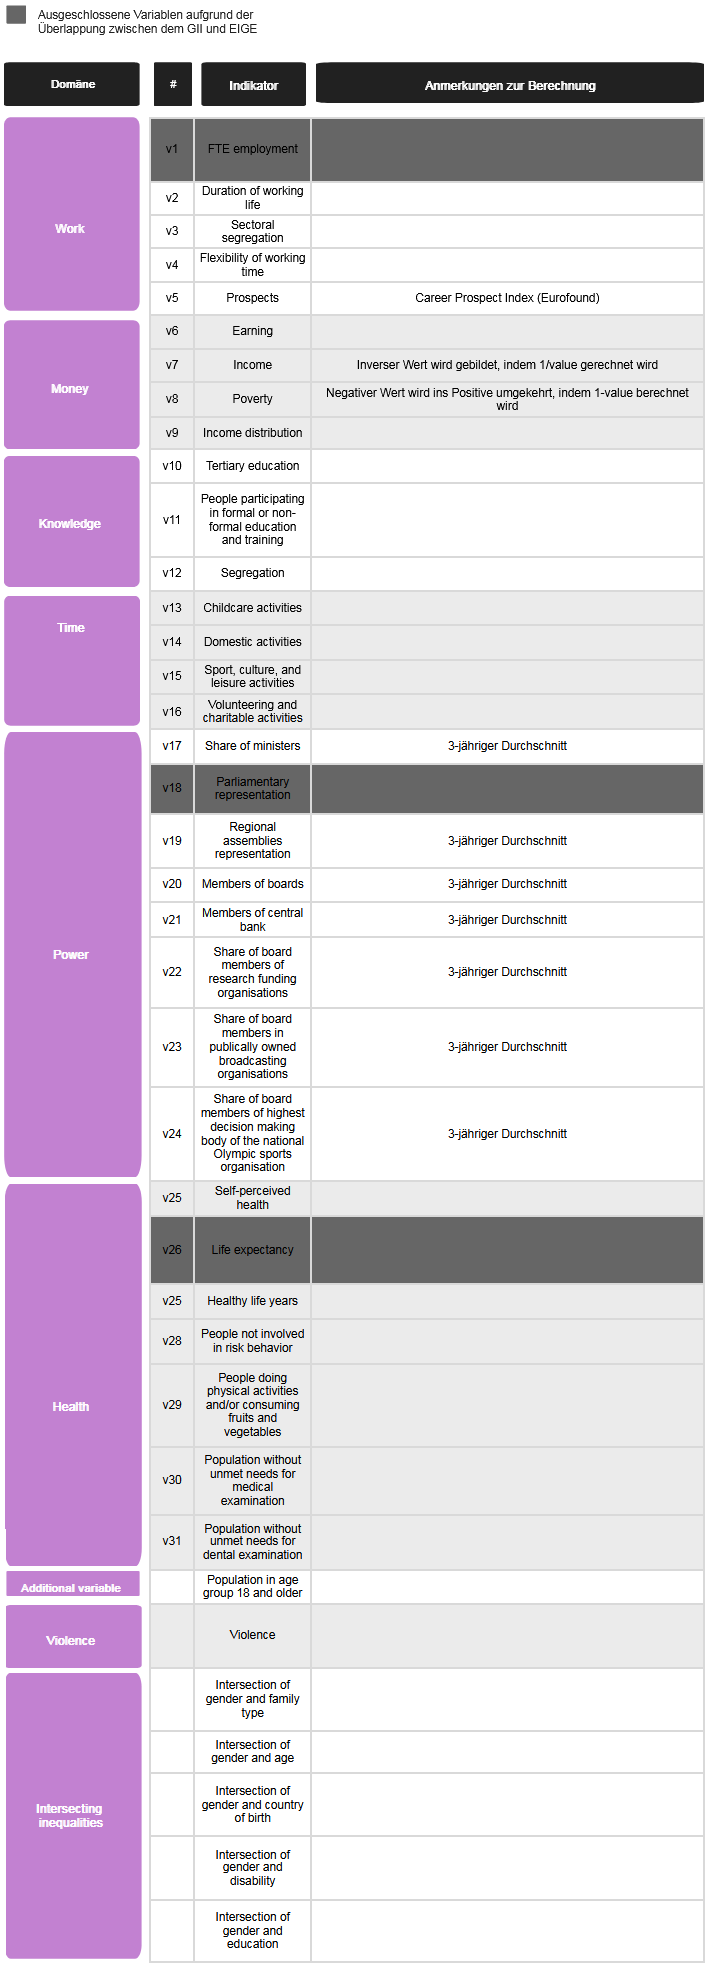 Ausgeschlossene Variablen aufgrund der
Überlappung zwischen dem GII und EIGE
Domäne
#
Indikator
Anmerkungen zur Berechnung
Work
v1
FTE employment
v2
Duration of working
life
v3
Sectoral
segregation
v4
Flexibility of working
time
v5
Prospects
Career Prospect Index (Eurofound)
Money
v6
Earning
v7
Income
Inverser Wert wird gebildet, indem 1/value gerechnet wird
v8
Poverty
Negativer Wert wird ins Positive umgekehrt, indem 1-value berechnet
wird
v9
Income distribution
Knowledge
v10
Tertiary education
v11
People participating
in formal or non-
formal education
and training
v12
Segregation
Time
v13
Childcare activities
v14
Domestic activities
v15
Sport, culture, and
leisure activities
v16
Volunteering and
charitable activities
Power
v17
Share of ministers
3-jähriger Durchschnitt
v18
Parliamentary
representation
v19
Regional
assemblies
representation
3-jähriger Durchschnitt
v20
Members of boards
3-jähriger Durchschnitt
v21
Members of central
bank
3-jähriger Durchschnitt
v22
Share of board
members of
research funding
organisations
3-jähriger Durchschnitt
v23
Share of board
members in
publically owned
broadcasting
organisations
3-jähriger Durchschnitt
v24
Share of board
members of highest
decision making
body of the national
Olympic sports
organisation
3-jähriger Durchschnitt
Health
v25
Self-perceived
health
v26
Life expectancy
v25
Healthy life years
v28
People not involved
in risk behavior
v29
People doing
physical activities
and/or consuming
fruits and
vegetables
v30
Population without
unmet needs for
medical
examination
v31
Population without
unmet needs for
dental examination
Additional variable
Population in age
group 18 and older
Violence
Violence
Intersecting
inequalities
Intersection of
gender and family
type
Intersection of
gender and age
Intersection of
gender and country
of birth
Intersection of
gender and
disability
Intersection of
gender and
education